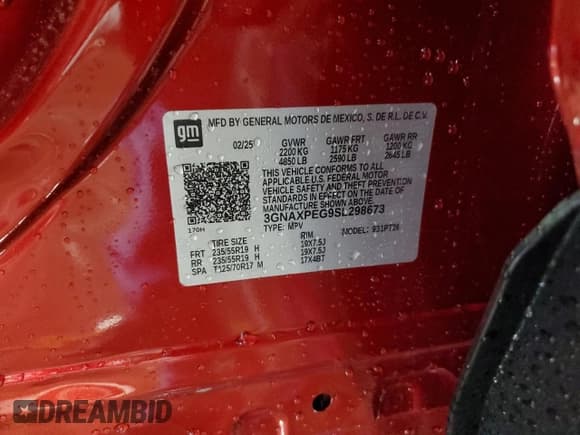 gm
MFD BY GENERAL MOTORS DE MEXICO, S. DE R.L. DE C.V.
02/25 GVWR GAWR FRT GAWR RR
2200 KG 1175 KG 1200 KG
4850 LB 2590 LB 2645 LB
THIS VEHICLE CONFORMS TO ALL
APPLICABLE U.S. FEDERAL MOTOR
VEHICLE SAFETY AND THEFT PREVENTION
STANDARDS IN EFFECT ON THE DATE OF
MANUFACTURE SHOWN ABOVE.
3GNAXPEG9SL298673
TYPE: MPV MODEL: 931PT26
170H
TIRE SIZE RIM
FRT 235/55R19 H 19X7.5J
RR 235/55R19 H 19X7.5J
SPA T125/70R17 M 17X4BT
DREAMBID